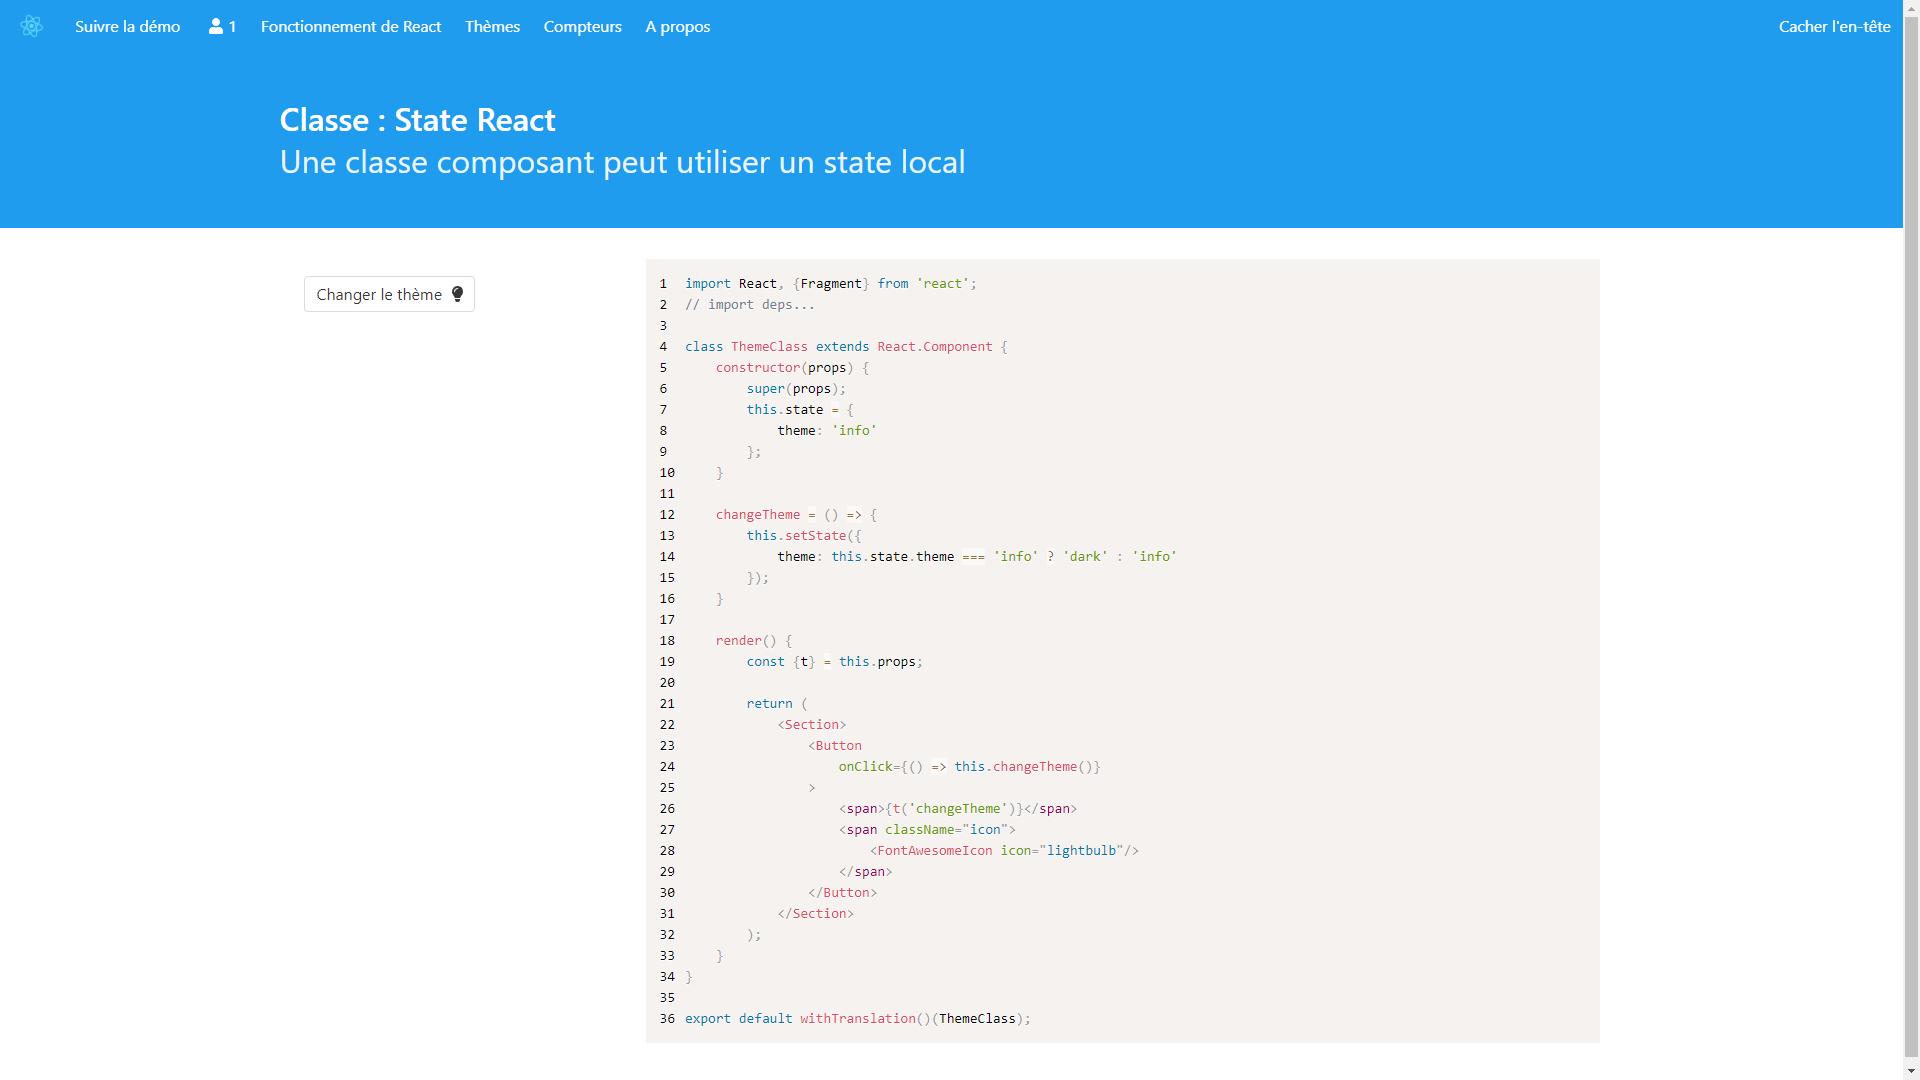 Suivre la démo 1 Fonctionnement de React Thèmes Compteurs A propos Cacher l'en-tête
Classe : State React
Une classe composant peut utiliser un state local
Changer le thème
1 import React, {Fragment} from 'react';
2 // import deps...
3
4 class ThemeClass extends React.Component {
5     constructor(props) {
6         super(props);
7         this.state = {
8             theme: 'info'
9         };
10     }
11
12     changeTheme = () => {
13         this.setState({
14             theme: this.state.theme === 'info' ? 'dark' : 'info'
15         });
16     }
17
18     render() {
19         const {t} = this.props;
20
21         return (
22             <Section>
23                 <Button
24                     onClick={() => this.changeTheme()}
25                 >
26                     <span>{t('changeTheme')}</span>
27                     <span className="icon">
28                         <FontAwesomeIcon icon="lightbulb"/>
29                     </span>
30                 </Button>
31             </Section>
32         );
33     }
34 }
35
36 export default withTranslation()(ThemeClass);